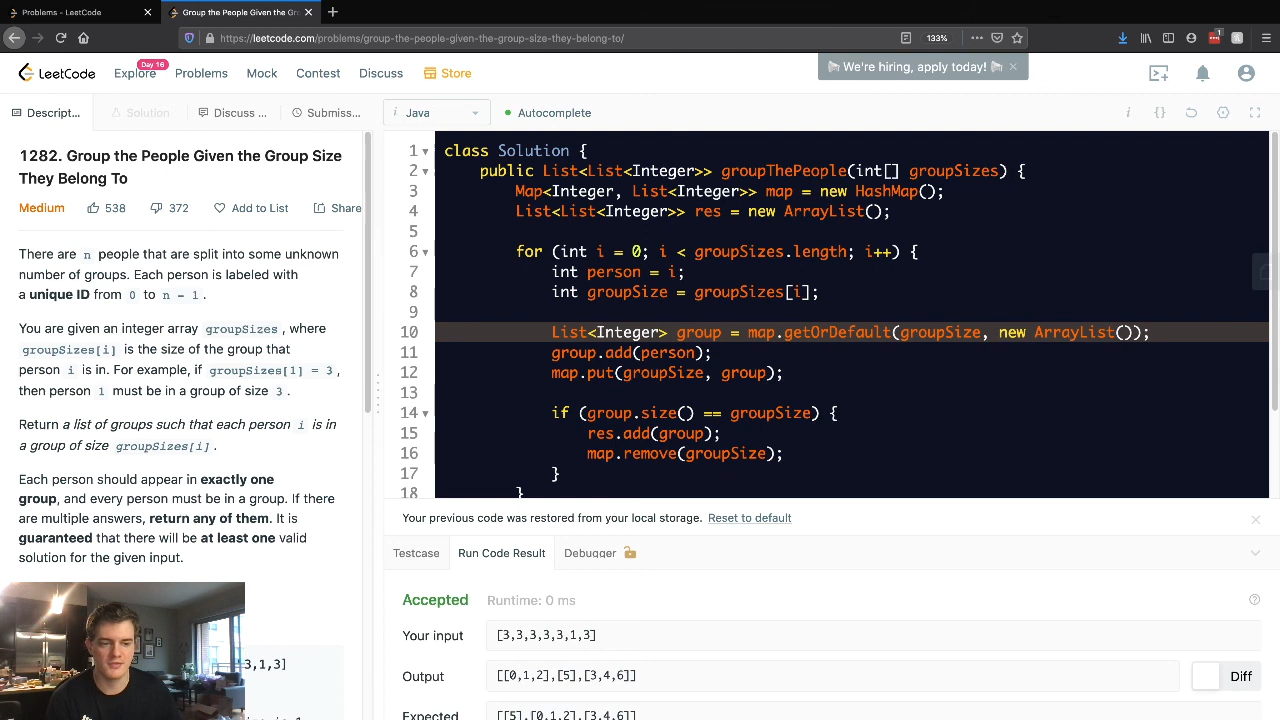 Problems - LeetCode
Group the People Given the Gr
https://leetcode.com/problems/group-the-people-given-the-group-size-they-belong-to/
133%
LeetCode
Explore
Day 16
Problems
Mock
Contest
Discuss
Store
We're hiring, apply today!
1
Descript...
Solution
Discuss ...
Submiss...
i Java
Autocomplete
1282. Group the People Given the Group Size
They Belong To
Medium 538 372 Add to List Share
There are n people that are split into some unknown
number of groups. Each person is labeled with
a unique ID from 0 to n - 1.
You are given an integer array groupSizes, where
groupSizes[i] is the size of the group that
person i is in. For example, if
groupSizes[1] = 3,
then person 1 must be in a group of size 3.
Return a list of groups such that each person i is in
a group of size groupSizes[i].
Each person should appear in exactly one
group, and every person must be in a group. If there
are multiple answers, return any of them. It is
guaranteed that there will be at least one valid
solution for the given input.
3,1,3]
1 class Solution {
2 public List<List<Integer>> groupThePeople(int[] groupSizes) {
3 Map<Integer, List<Integer>> map = new HashMap();
4 List<List<Integer>> res = new ArrayList();
5
6 for (int i = 0; i < groupSizes.length; i++) {
7 int person = i;
8 int groupSize = groupSizes[i];
9
10 List<Integer> group = map.getOrDefault(groupSize, new ArrayList());
11 group.add(person);
12 map.put(groupSize, group);
13
14 if (group.size() == groupSize) {
15 res.add(group);
16 map.remove(groupSize);
17 }
18 }
Your previous code was restored from your local storage. Reset to default
Testcase
Run Code Result
Debugger
Accepted Runtime: 0 ms
Your input [3,3,3,3,3,1,3]
Output [[0,1,2],[5],[3,4,6]]
Diff
Expected [[5],[0,1,2],[3,4,6]]